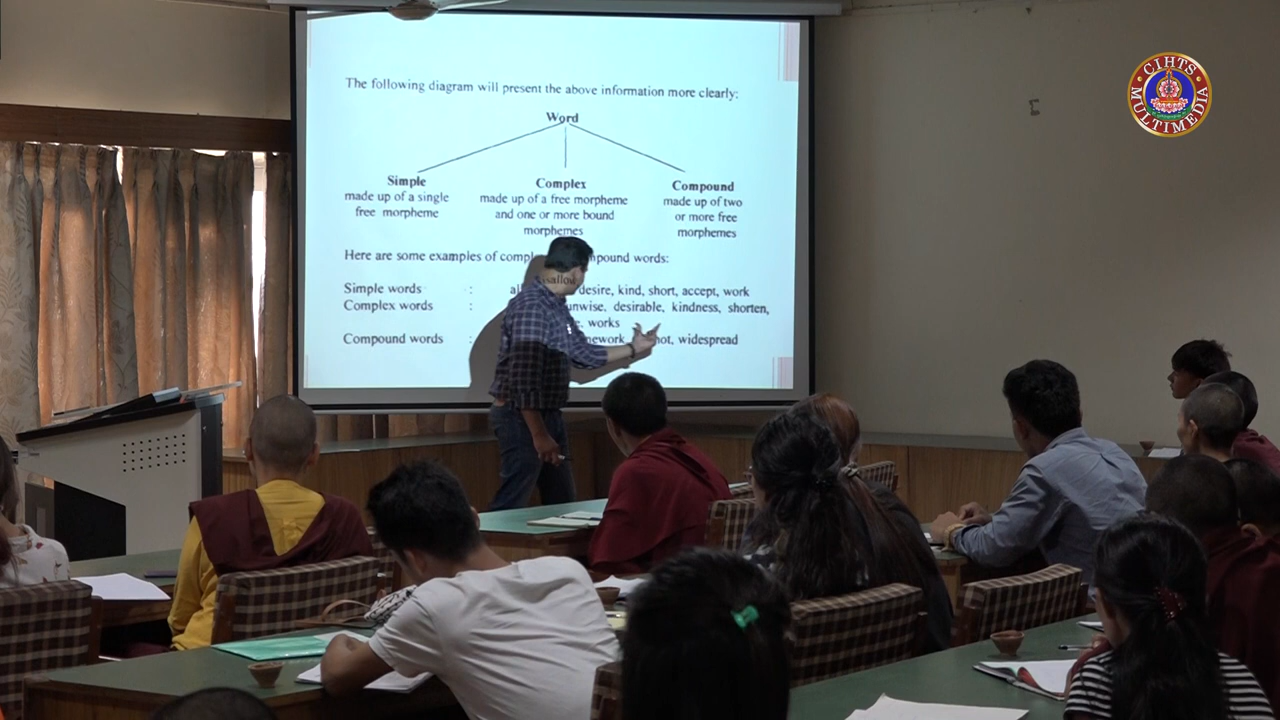 The following diagram will present the above information more clearly:
Word
Simple
made up of a single
free morpheme
Complex
made up of a free morpheme
and one or more bound
morphemes
Compound
made up of two
or more free
morphemes
Here are some examples of words:
Simple words : desire, kind, short, accept, work
Complex words : unwise, desirable, kindness, shorten,
works
Compound words : widespread
CIHTS
MULTIMEDIA